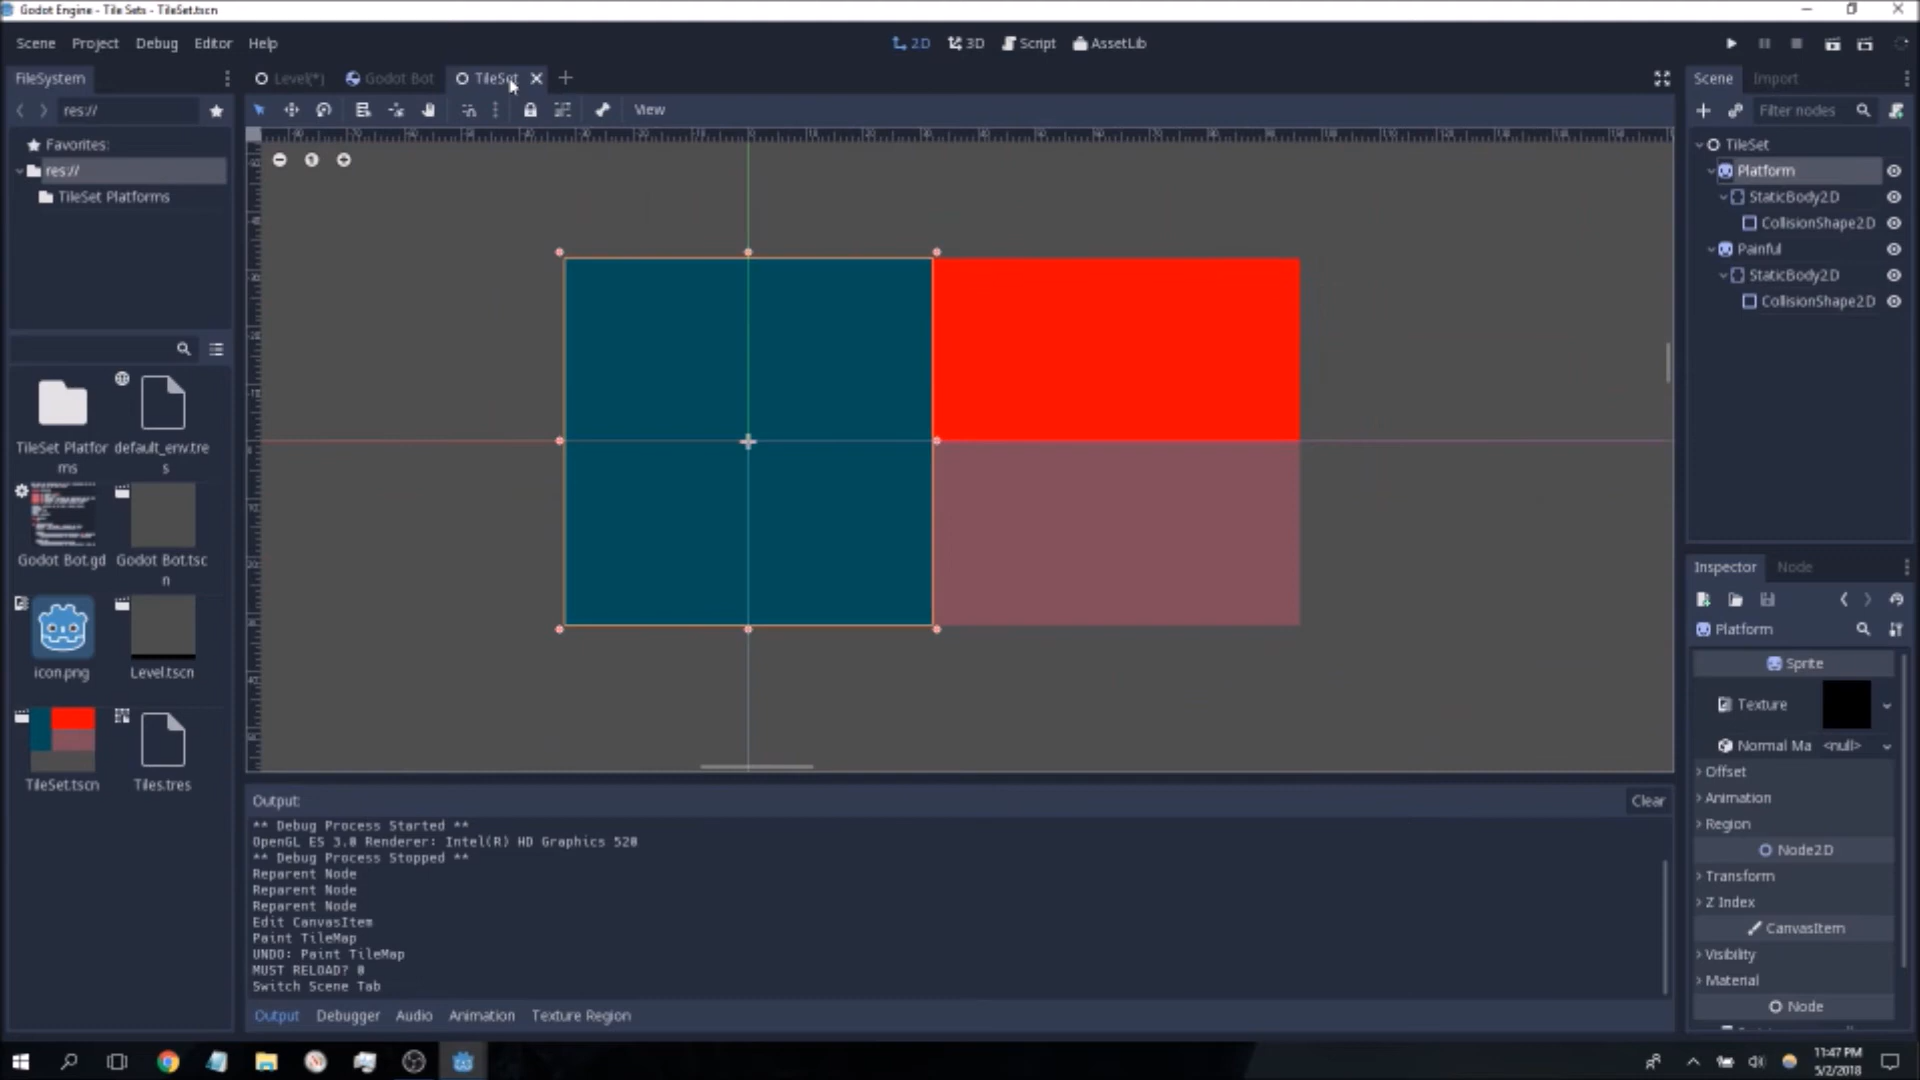 Godot Engine - Tile Sets - TileSet.tscn
Scene Project Debug Editor Help
2D 3D Script AssetLib
FileSystem
Level(*) Godot Bot TileSet
Scene Import
res://
View
Filter nodes
Favorites:
res://
TileSet Platforms
TileSet
Platform
StaticBody2D
CollisionShape2D
Painful
StaticBody2D
CollisionShape2D
TileSet Platfor
ms
default_env.tre
s
Godot Bot.gd
Godot Bot.tsc
n
icon.png
Level.tscn
TileSet.tscn
Tiles.tres
Inspector Node
Platform
Sprite
Texture
Normal Ma <null>
Offset
Animation
Region
Node2D
Transform
Z Index
CanvasItem
Visibility
Material
Node
Output:
Clear
** Debug Process Started **
OpenGL ES 3.0 Renderer: Intel(R) HD Graphics 520
** Debug Process Stopped **
Reparent Node
Reparent Node
Reparent Node
Edit CanvasItem
Paint TileMap
UNDO: Paint TileMap
MUST RELOAD? 0
Switch Scene Tab
Output Debugger Audio Animation Texture Region
11:47 PM
5/2/2018